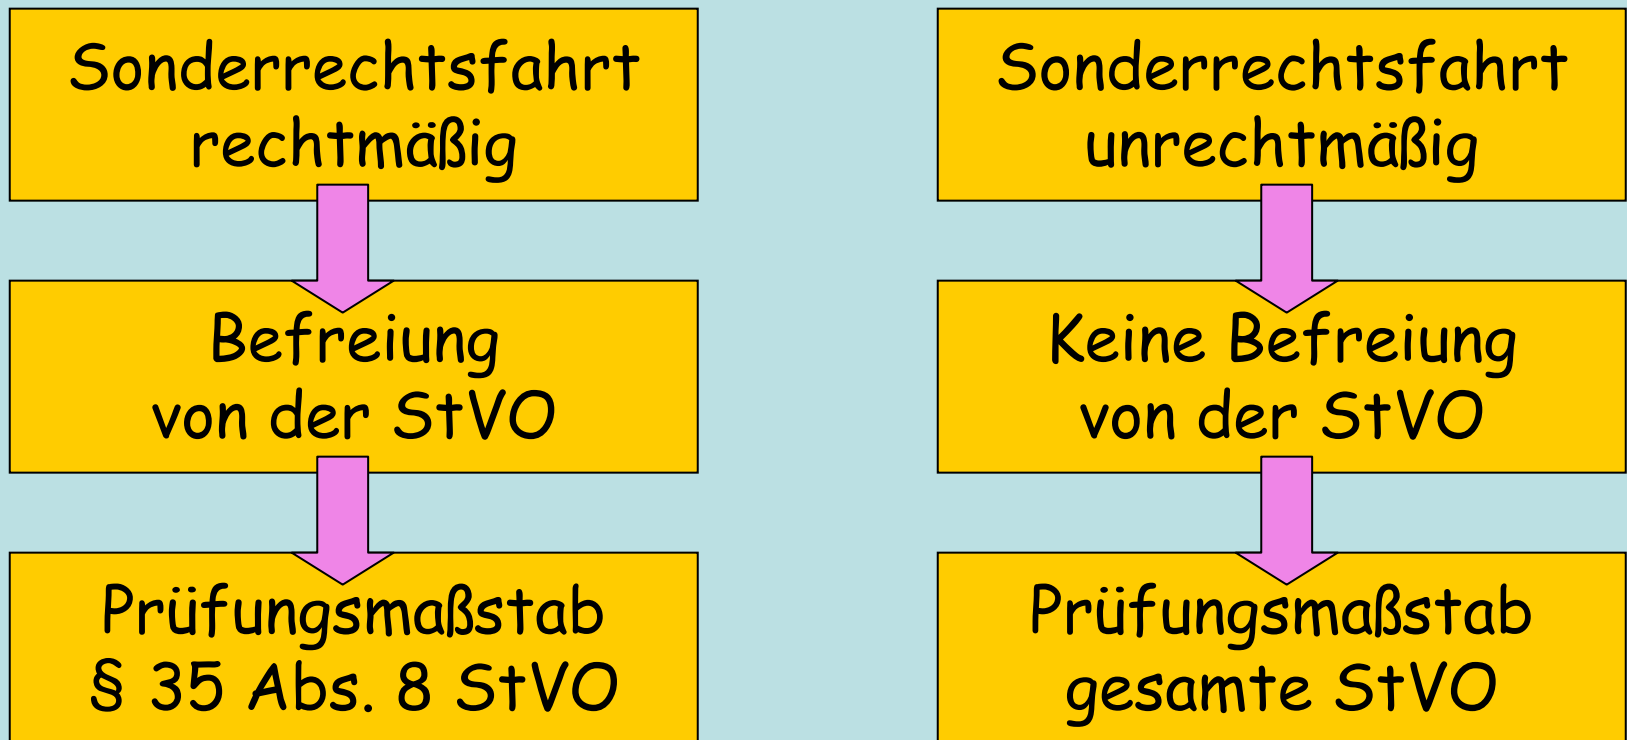 Sonderrechtsfahrt
rechtmäßig
Befreiung
von der StVO
Prüfungsmaßstab
§ 35 Abs. 8 StVO
Sonderrechtsfahrt
unrechtmäßig
Keine Befreiung
von der StVO
Prüfungsmaßstab
gesamte StVO